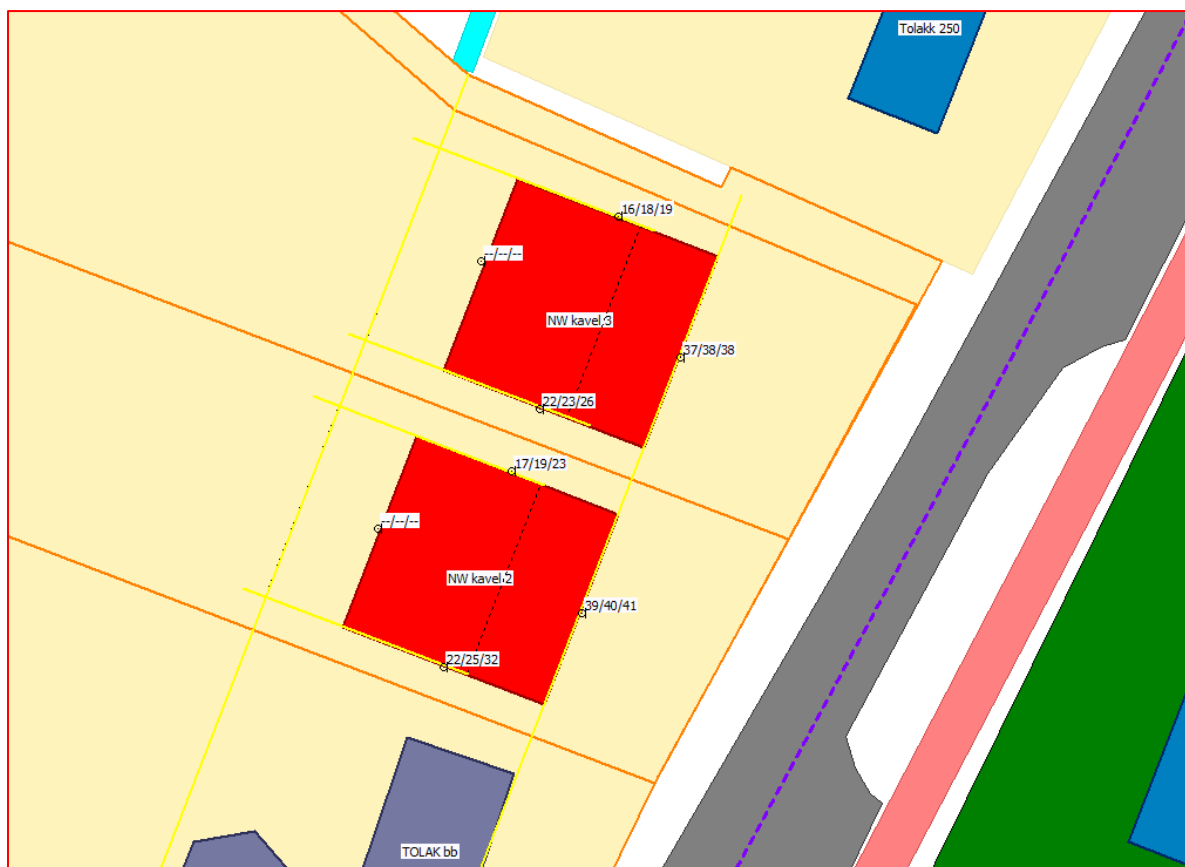 Tolakk 250
16/18/19
--/--/--
NW kavel 3
37/38/38
22/23/26
17/19/23
--/--/--
NW kavel 2
39/40/41
22/25/32
TOLAK bb